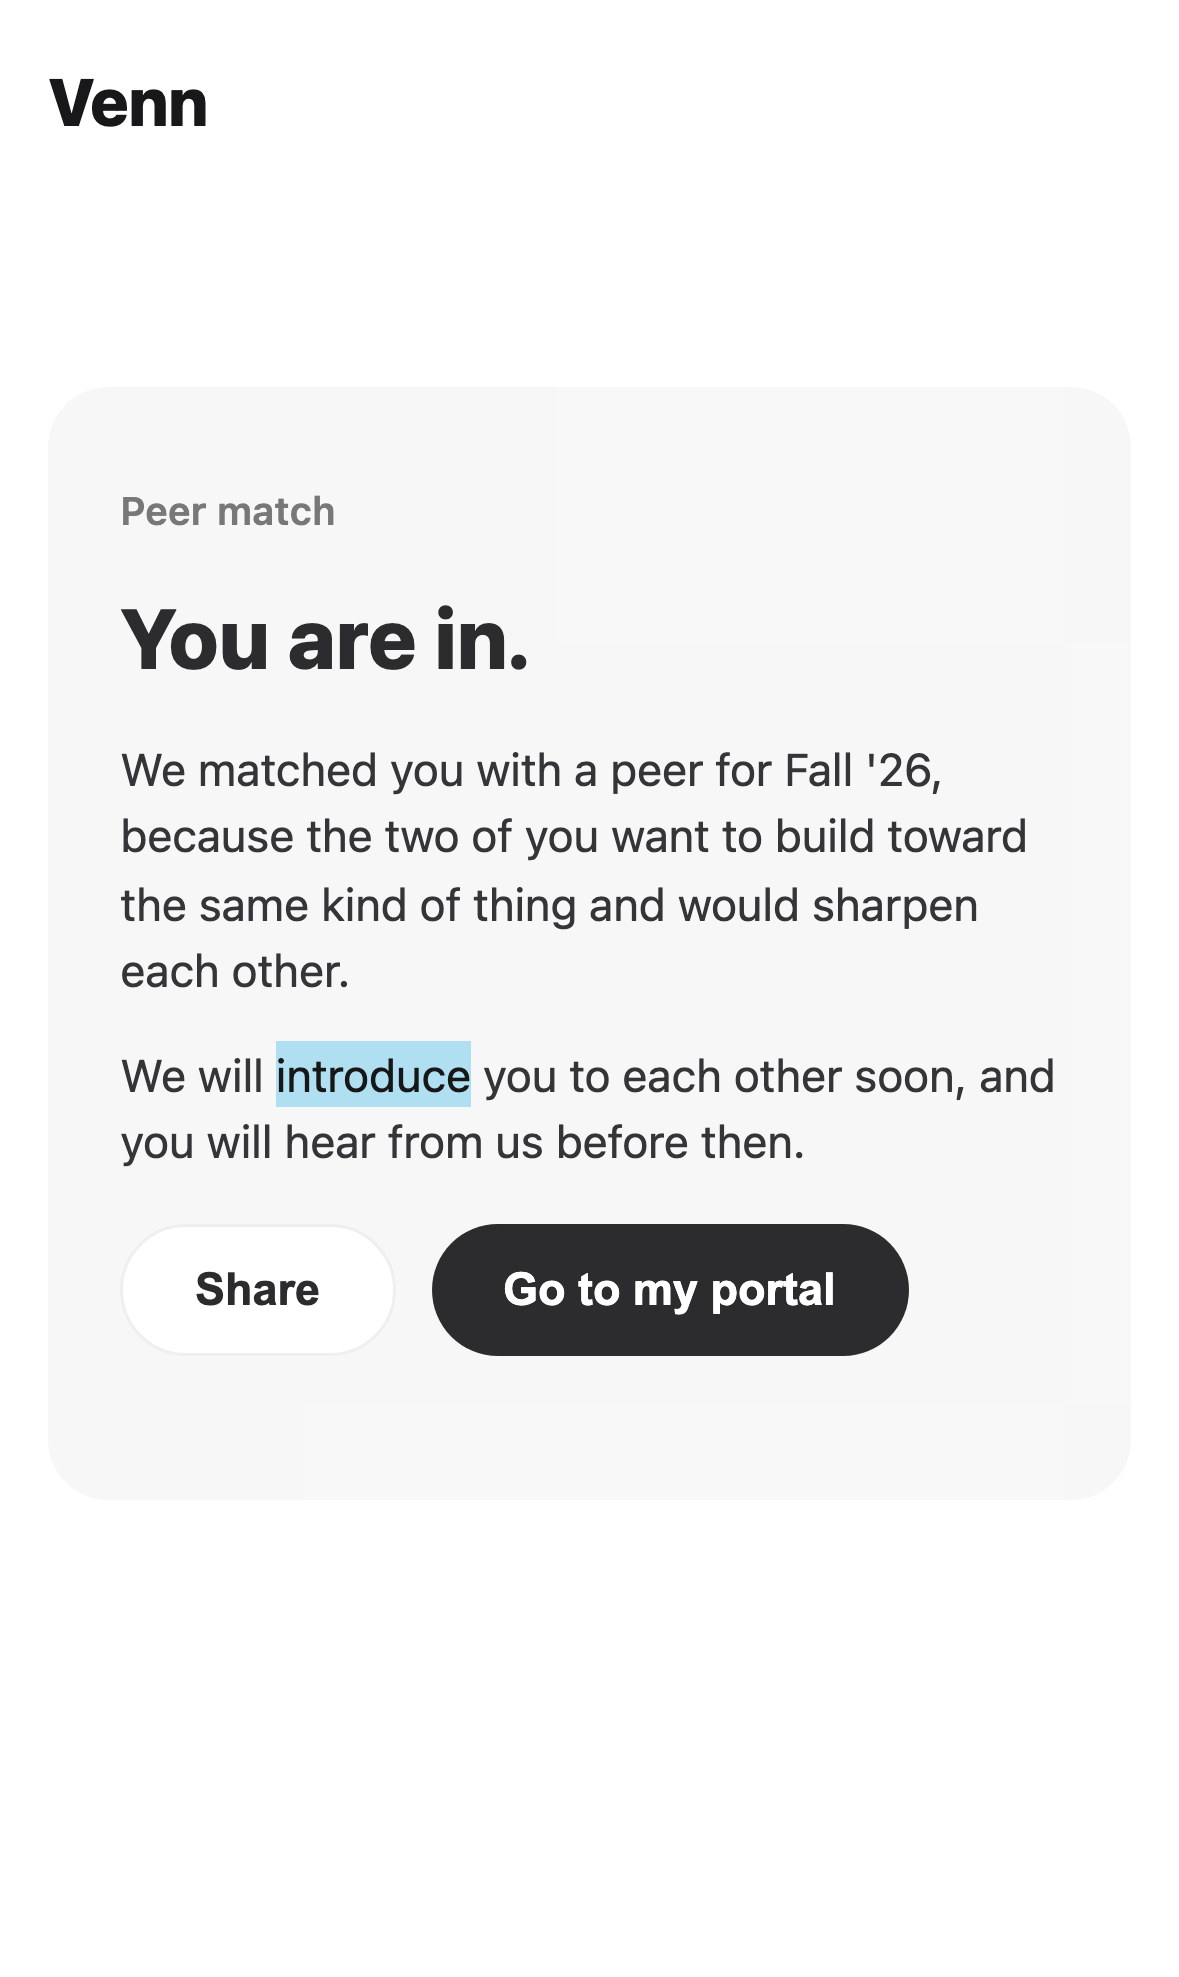 Venn
Peer match
You are in.
We matched you with a peer for Fall '26,
because the two of you want to build toward
the same kind of thing and would sharpen
each other.
We will introduce you to each other soon, and
you will hear from us before then.
Share
Go to my portal